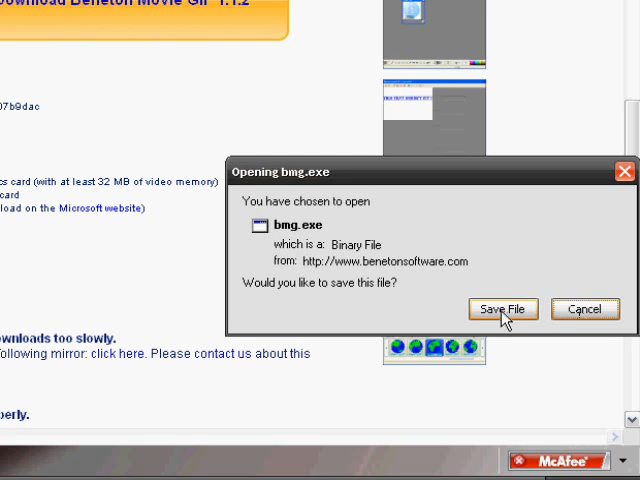 Download Beneton Movie Gif 1.1.2
07b9dac
cs card (with at least 32 MB of video memory)
card
load on the Microsoft website)
Opening bmg.exe
You have chosen to open
bmg.exe
which is a: Binary File
from: http://www.benetonsoftware.com
Would you like to save this file?
Save File
Cancel
ownloads too slowly.
following mirror: click here. Please contact us about this
perly.
McAfee